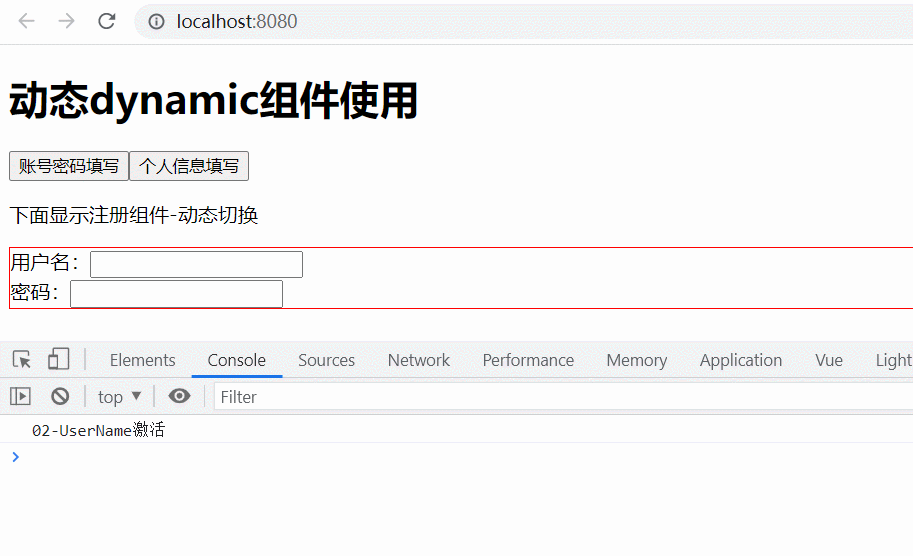 localhost:8080
动态dynamic组件使用
账号密码填写 个人信息填写
下面显示注册组件-动态切换
用户名：
密码：
Elements Console Sources Network Performance Memory Application Vue Light
top ▼ Filter
02-UserName激活